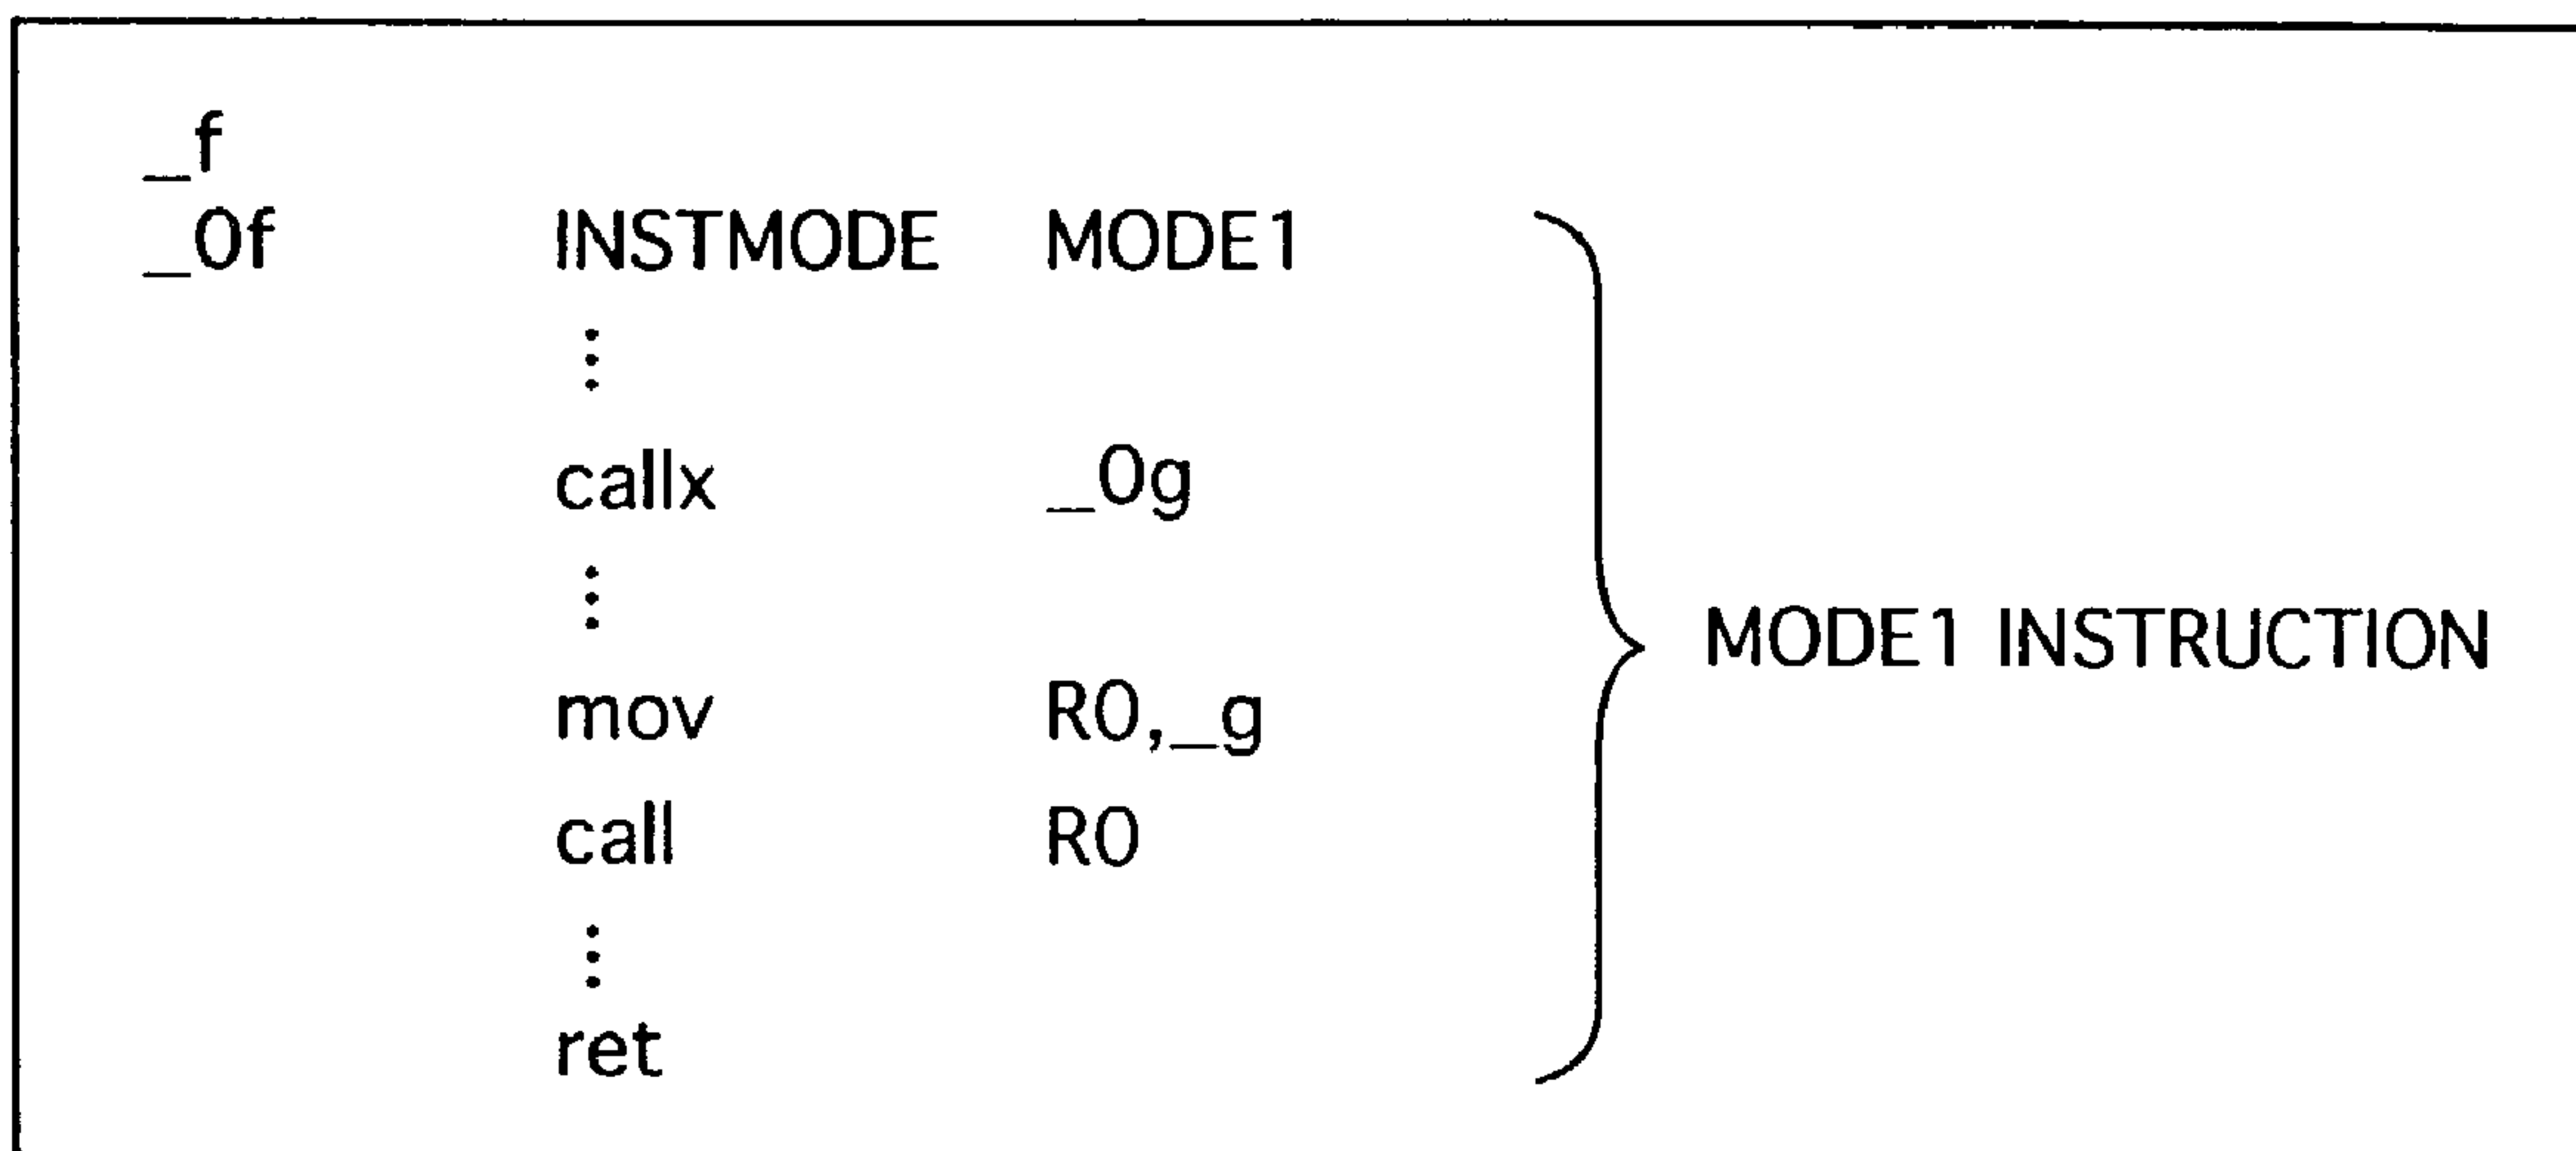 _f
_0f INSTMODE MODE1
⋮
callx _0g
⋮
MODE1 INSTRUCTION
mov R0,_g
call R0
⋮
ret